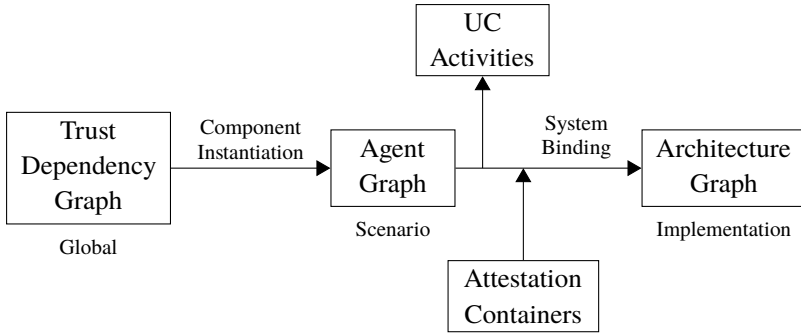 UC
Activities
Trust
Dependency
Graph
Global
Component
Instantiation
Agent
Graph
Scenario
System
Binding
Architecture
Graph
Implementation
Attestation
Containers